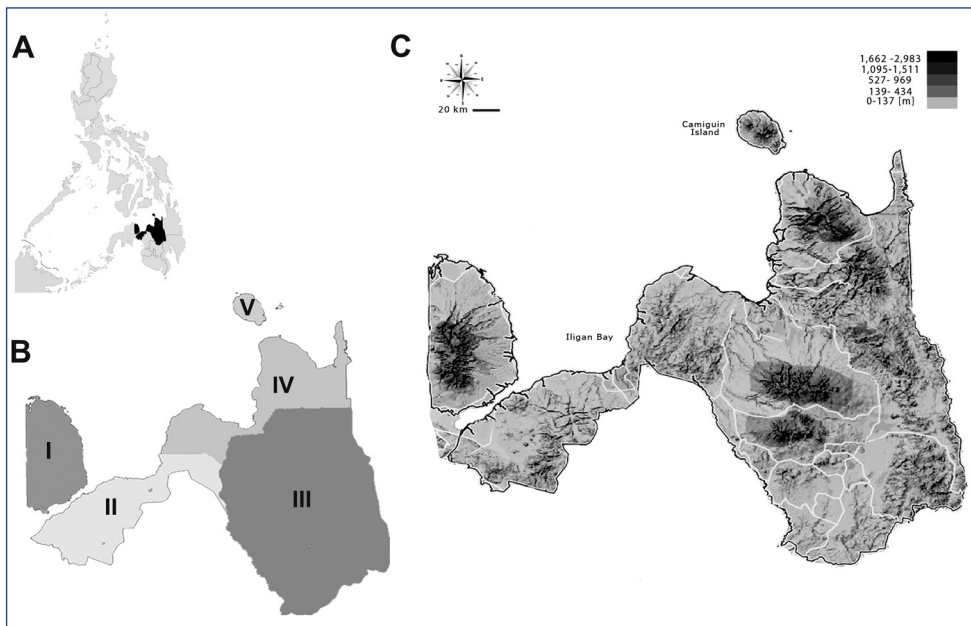 A
B
I
II
III
IV
V
C
20 km
1,662 -2,983
1,095-1,511
527- 969
139- 434
0-137 [m]
Camiguin
Island
Iligan Bay